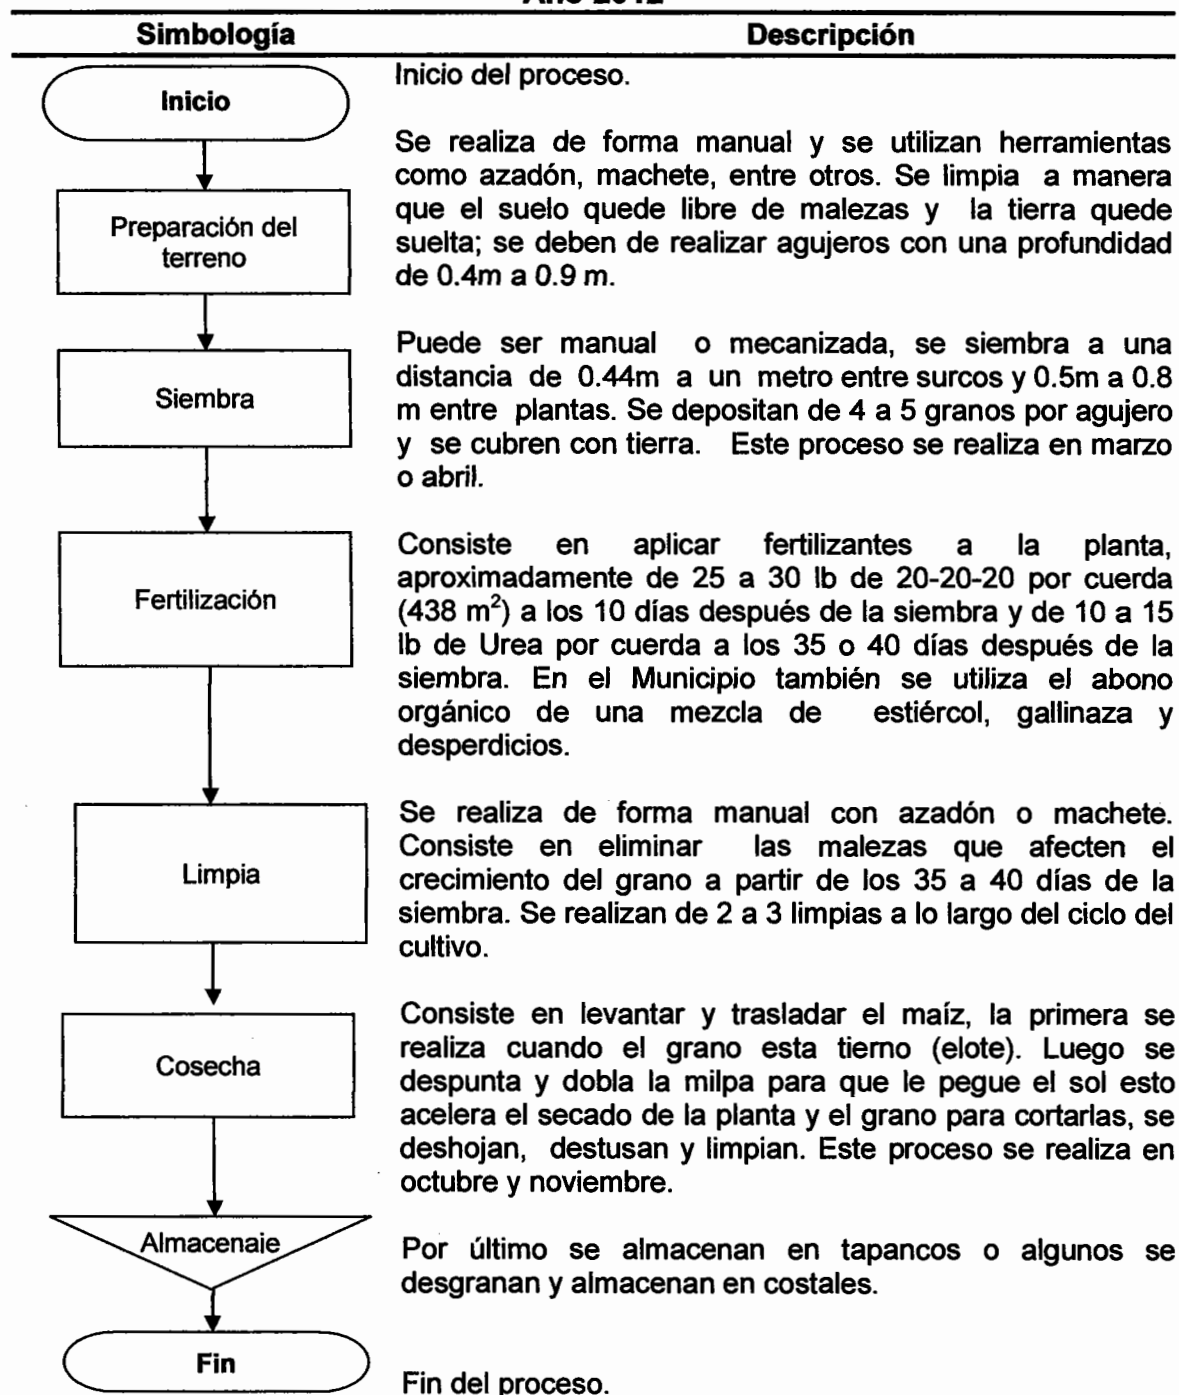 Año 2012
Simbología Descripción
Inicio
Inicio del proceso.
Preparación del
terreno
Se realiza de forma manual y se utilizan herramientas
como azadón, machete, entre otros. Se limpia a manera
que el suelo quede libre de malezas y la tierra quede
suelta; se deben de realizar agujeros con una profundidad
de 0.4m a 0.9 m.
Siembra
Puede ser manual o mecanizada, se siembra a una
distancia de 0.44m a un metro entre surcos y 0.5m a 0.8
m entre plantas. Se depositan de 4 a 5 granos por agujero
y se cubren con tierra. Este proceso se realiza en marzo
o abril.
Fertilización
Consiste en aplicar fertilizantes a la planta,
aproximadamente de 25 a 30 lb de 20-20-20 por cuerda
(438 m²) a los 10 días después de la siembra y de 10 a 15
lb de Urea por cuerda a los 35 o 40 días después de la
siembra. En el Municipio también se utiliza el abono
orgánico de una mezcla de estiércol, gallinaza y
desperdicios.
Limpia
Se realiza de forma manual con azadón o machete.
Consiste en eliminar las malezas que afecten el
crecimiento del grano a partir de los 35 a 40 días de la
siembra. Se realizan de 2 a 3 limpias a lo largo del ciclo del
cultivo.
Cosecha
Consiste en levantar y trasladar el maíz, la primera se
realiza cuando el grano esta tierno (elote). Luego se
despunta y dobla la milpa para que le pegue el sol esto
acelera el secado de la planta y el grano para cortarlas, se
deshojan, destusan y limpian. Este proceso se realiza en
octubre y noviembre.
Almacenaje
Por último se almacenan en tapancos o algunos se
desgranan y almacenan en costales.
Fin
Fin del proceso.